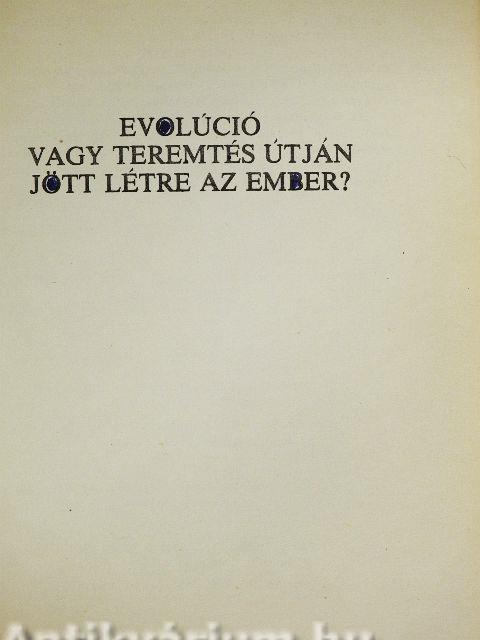 EVOLÚCIÓ
VAGY TEREMTÉS ÚTJÁN
JÖTT LÉTRE AZ EMBER?
Antikvárium.hu